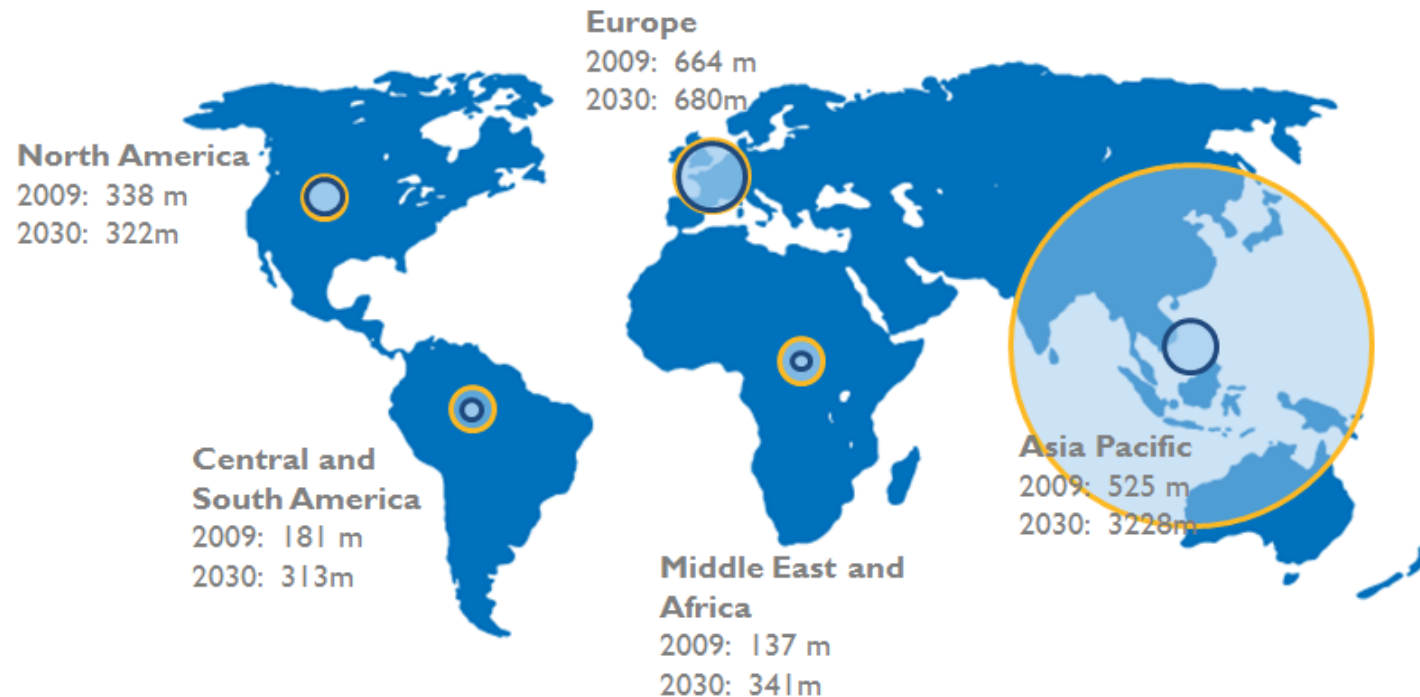 Europe
2009: 664 m
2030: 680m
North America
2009: 338 m
2030: 322m
Central and
South America
2009: 181 m
2030: 313m
Middle East and
Africa
2009: 137 m
2030: 341m
Asia Pacific
2009: 525 m
2030: 3228m